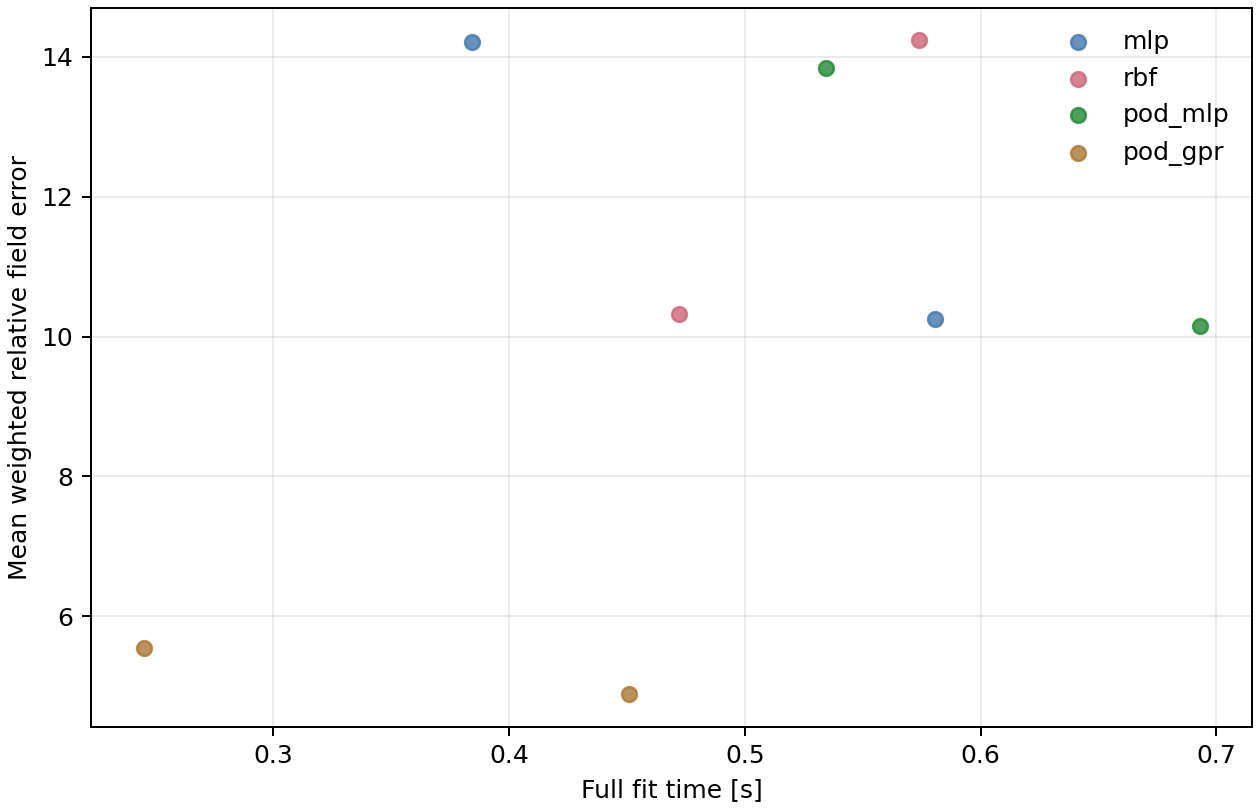 Mean weighted relative field error
14
12
10
8
6
mlp
rbf
pod_mlp
pod_gpr
0.3
0.4
0.5
0.6
0.7
Full fit time [s]